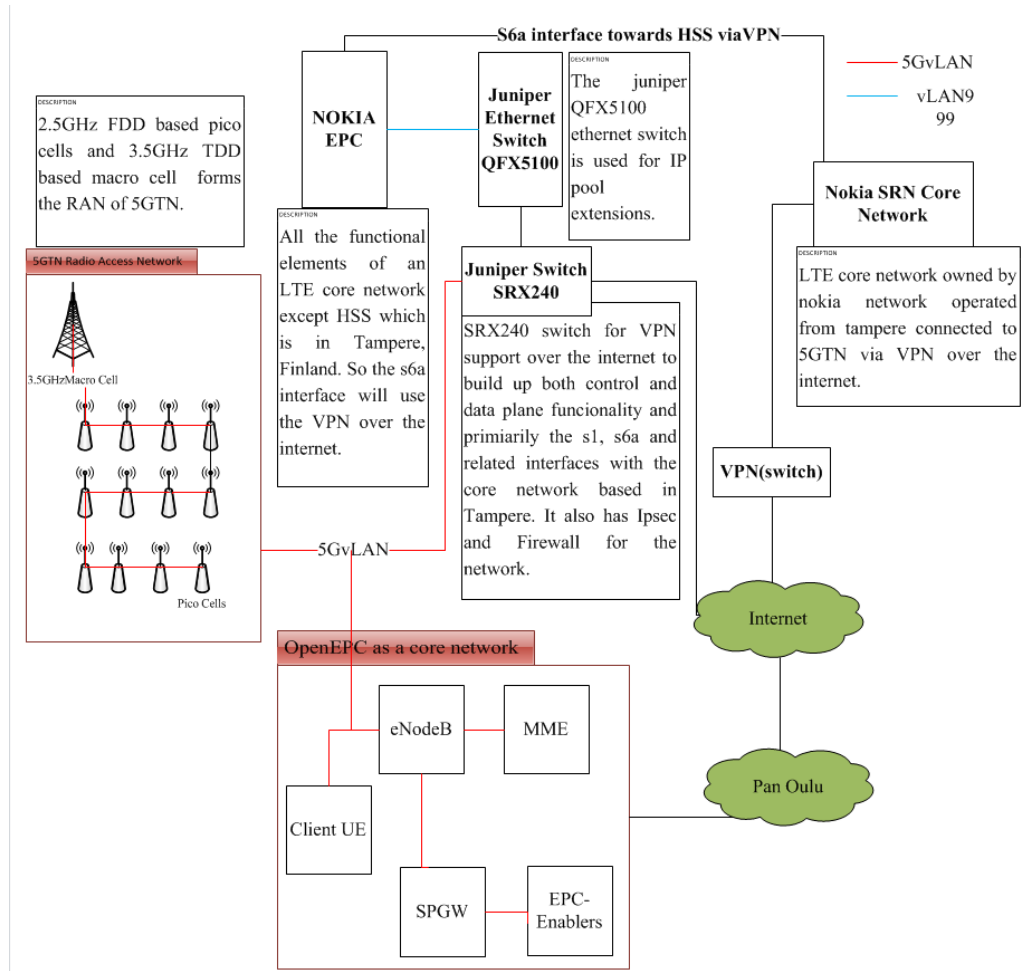 S6a interface towards HSS viaVPN
5GvLAN
vLAN9
99
DESCRIPTION
2.5GHz FDD based pico
cells and 3.5GHz TDD
based macro cell forms
the RAN of 5GTN.
NOKIA
EPC
Juniper
Ethernet
Switch
QFX5100
DESCRIPTION
The juniper
QFX5100
ethernet switch
is used for IP
pool
extensions.
Nokia SRN Core
Network
DESCRIPTION
All the functional
elements of an
LTE core network
except HSS which
is in Tampere,
Finland. So the s6a
interface will use
the VPN over the
internet.
5GTN Radio Access Network
3.5GHzMacro Cell
Pico Cells
Juniper Switch
SRX240
SRX240 switch for VPN
support over the internet to
build up both control and
data plane funcionality and
primiarily the s1, s6a and
related interfaces with the
core network based in
Tampere. It also has Ipsec
and Firewall for the
network.
DESCRIPTION
LTE core network owned by
nokia network operated
from tampere connected to
5GTN via VPN over the
internet.
VPN(switch)
5GvLAN
Internet
OpenEPC as a core network
eNodeB
MME
Client UE
SPGW
EPC-
Enablers
Pan Oulu